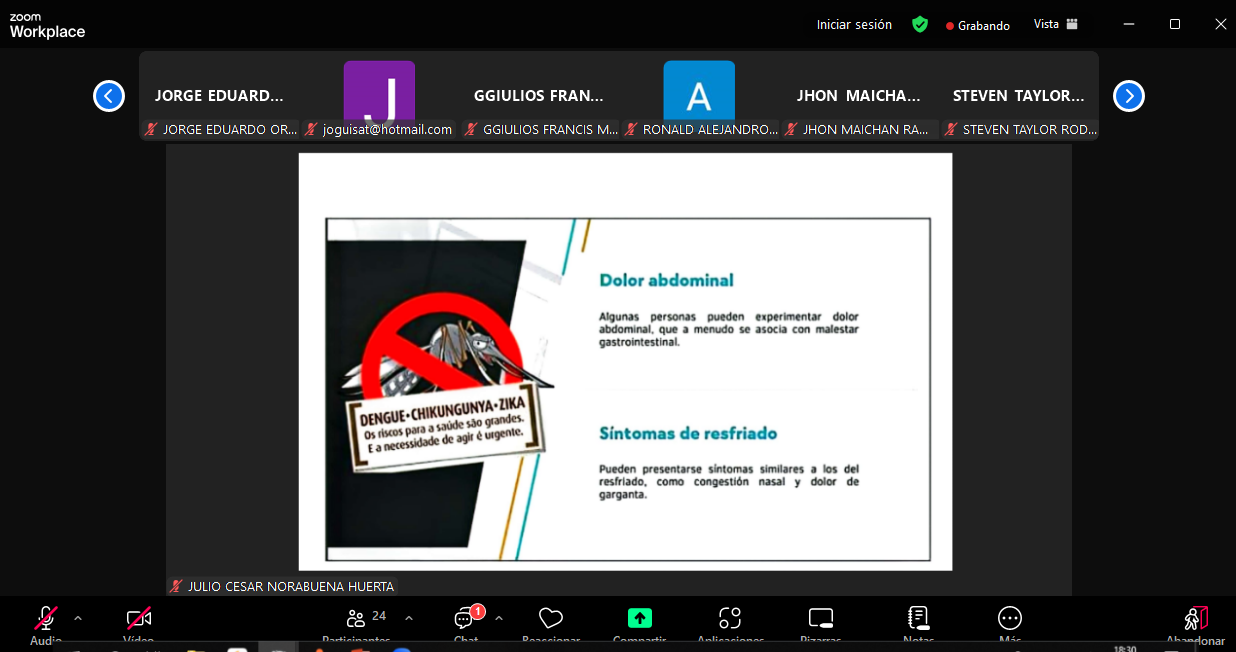 zoom
Workplace
Iniciar sesión
Grabando
Vista
JORGE EDUARD...
J
GGIULIOS FRAN...
A
JHON MAICHA...
STEVEN TAYLOR...
JORGE EDUARDO OR...
joguisat@hotmail.com
GGIULIOS FRANCIS M...
RONALD ALEJANDRO...
JHON MAICHAN RA...
STEVEN TAYLOR ROD...
Dolor abdominal
Algunas personas pueden experimentar dolor
abdominal, que a menudo se asocia con malestar
gastrointestinal.
DENGUE•CHIKUNGUNYA•ZIKA
Os riscos para a saúde são grandes.
E a necessidade de agir é urgente.
Síntomas de resfriado
Pueden presentarse síntomas similares a los del
resfriado, como congestión nasal y dolor de
garganta.
JULIO CESAR NORABUENA HUERTA
24
1
Audio
Vídeo
Participantes
Chat
Reaccionar
Compartir
Aplicaciones
Pizarras
Notas
Más
Abandonar
18:30